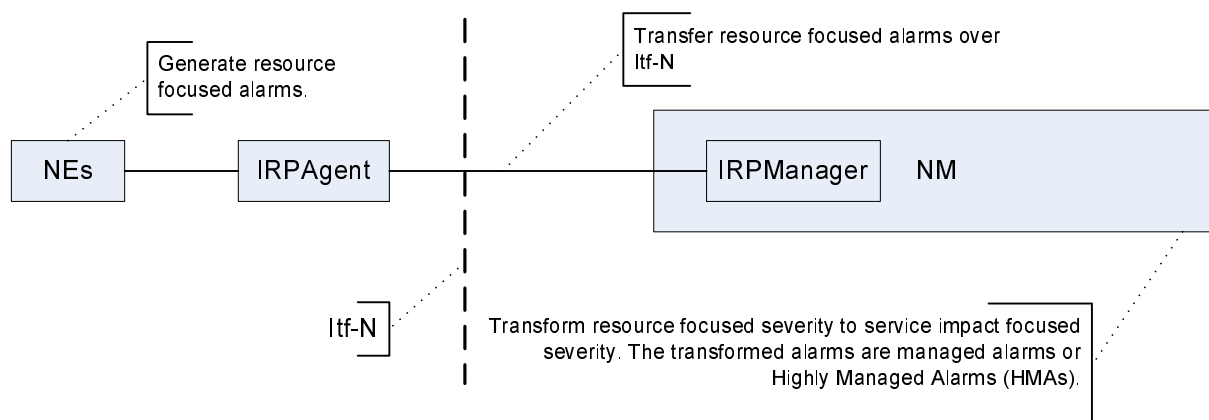 Generate resource
focused alarms.
Transfer resource focused alarms over
Itf-N
NEs
IRPAgent
IRPManager
NM
Itf-N
Transform resource focused severity to service impact focused
severity. The transformed alarms are managed alarms or
Highly Managed Alarms (HMAs).